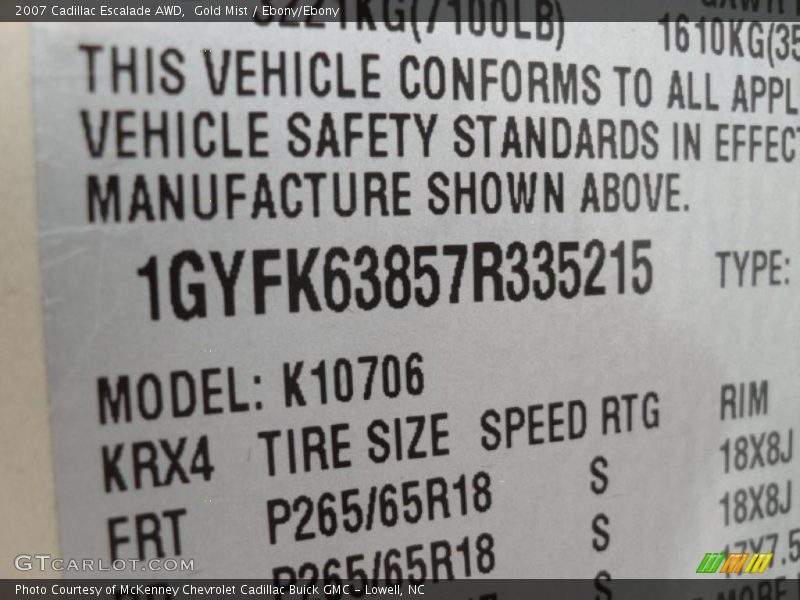 2007 Cadillac Escalade AWD, Gold Mist / Ebony/Ebony
1610KG(35
THIS VEHICLE CONFORMS TO ALL APPL
VEHICLE SAFETY STANDARDS IN EFFECT
MANUFACTURE SHOWN ABOVE.
1GYFK63857R335215 TYPE:
MODEL: K10706
KRX4 TIRE SIZE SPEED RTG RIM
P265/65R18 S 18X8J
FRT P265/65R18 S 18X8J
17X7.5
GTCARLOT.COM
Photo Courtesy of McKenney Chevrolet Cadillac Buick GMC - Lowell, NC